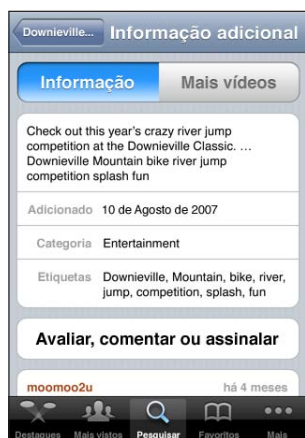 Downieville... Informação adicional
Informação Mais vídeos
Check out this year's crazy river jump
competition at the Downieville Classic. ...
Downieville Mountain bike river jump
competition splash fun
Adicionado 10 de Agosto de 2007
Categoria Entertainment
Etiquetas Downieville, Mountain, bike, river,
jump, competition, splash, fun
Avaliar, comentar ou assinalar
moomoo2u há 4 meses
Destaques Mais vistos Pesquisar Favoritos Mais